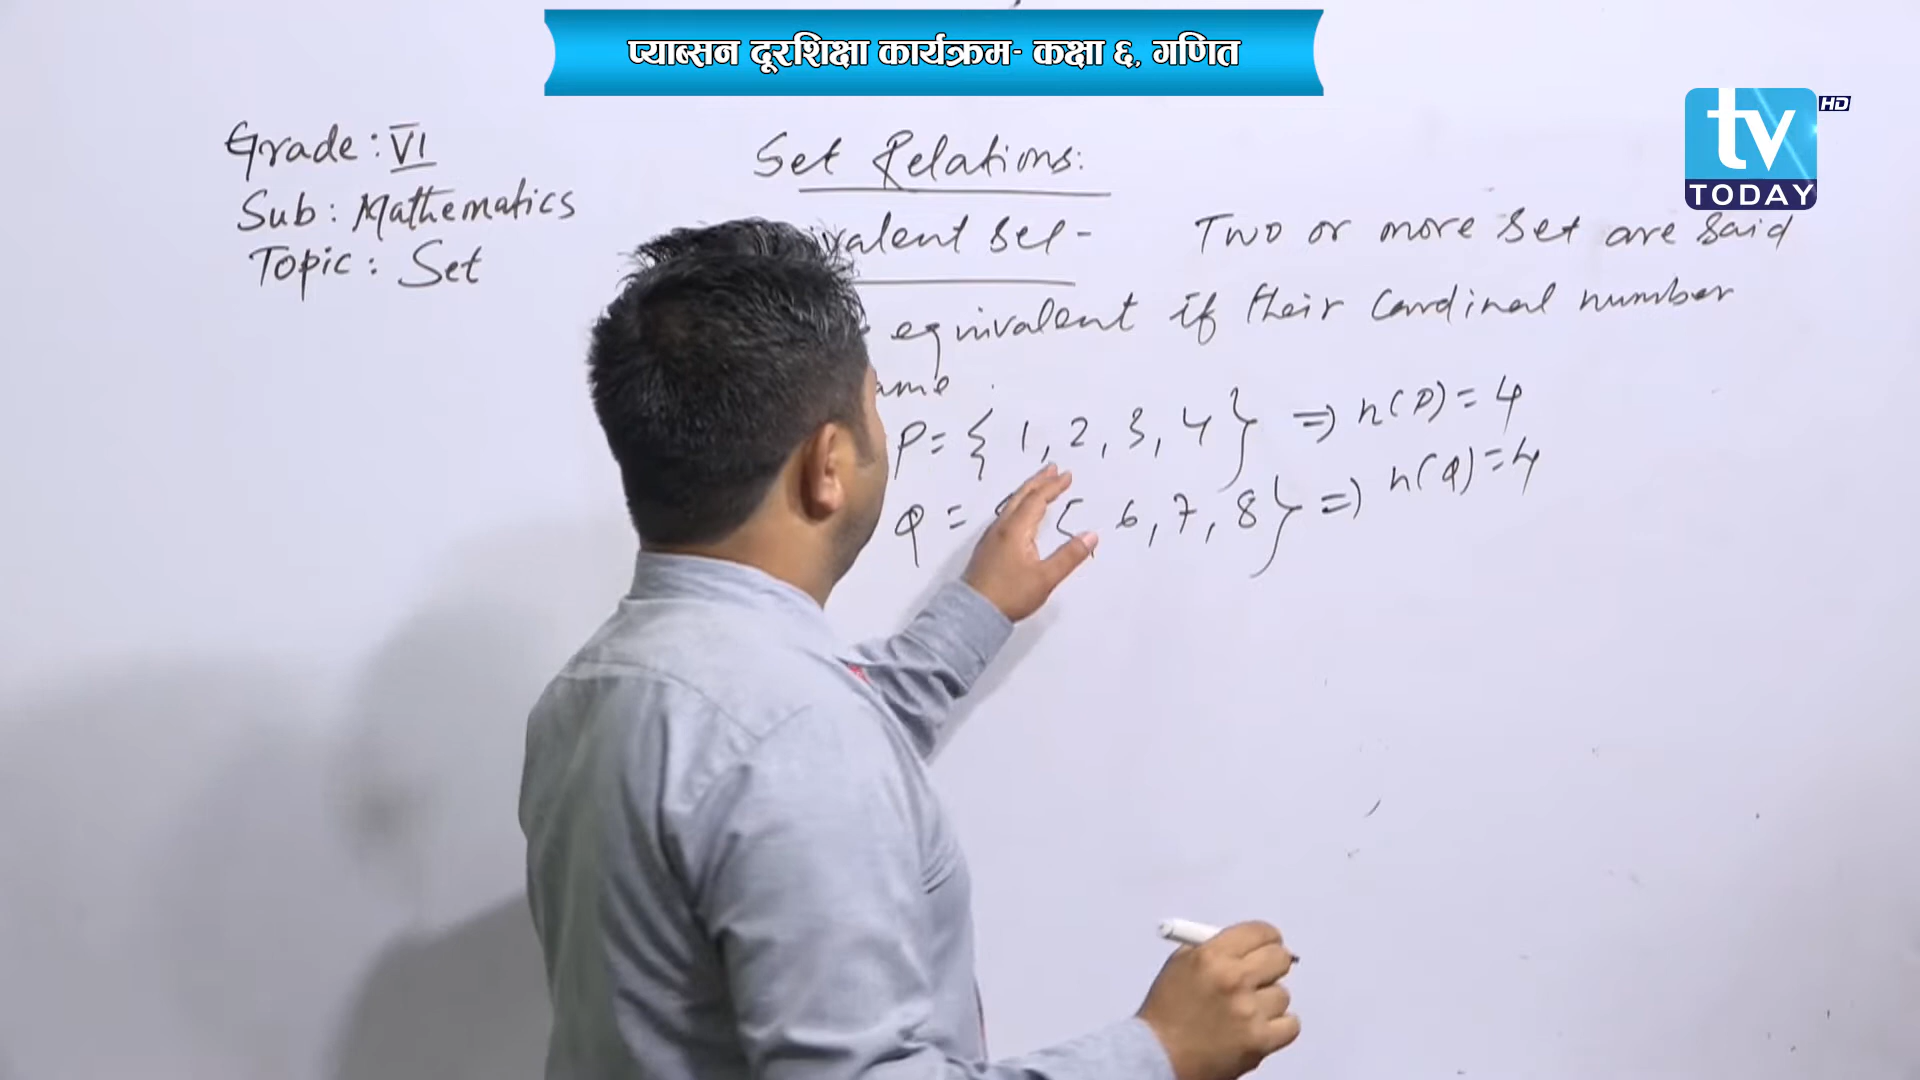 प्याब्सन दूरशिक्षा कार्यक्रम- कक्षा ६, गणित
tv HD
TODAY
Grade: VI
Sub: Mathematics
Topic: Set
Set Relations:
set - Two or more set are said
equivalent if their cardinal number
P = { 1, 2, 3, 4 } => n(P) = 4
Q = 5, 6, 7, 8 } => n(Q) = 4